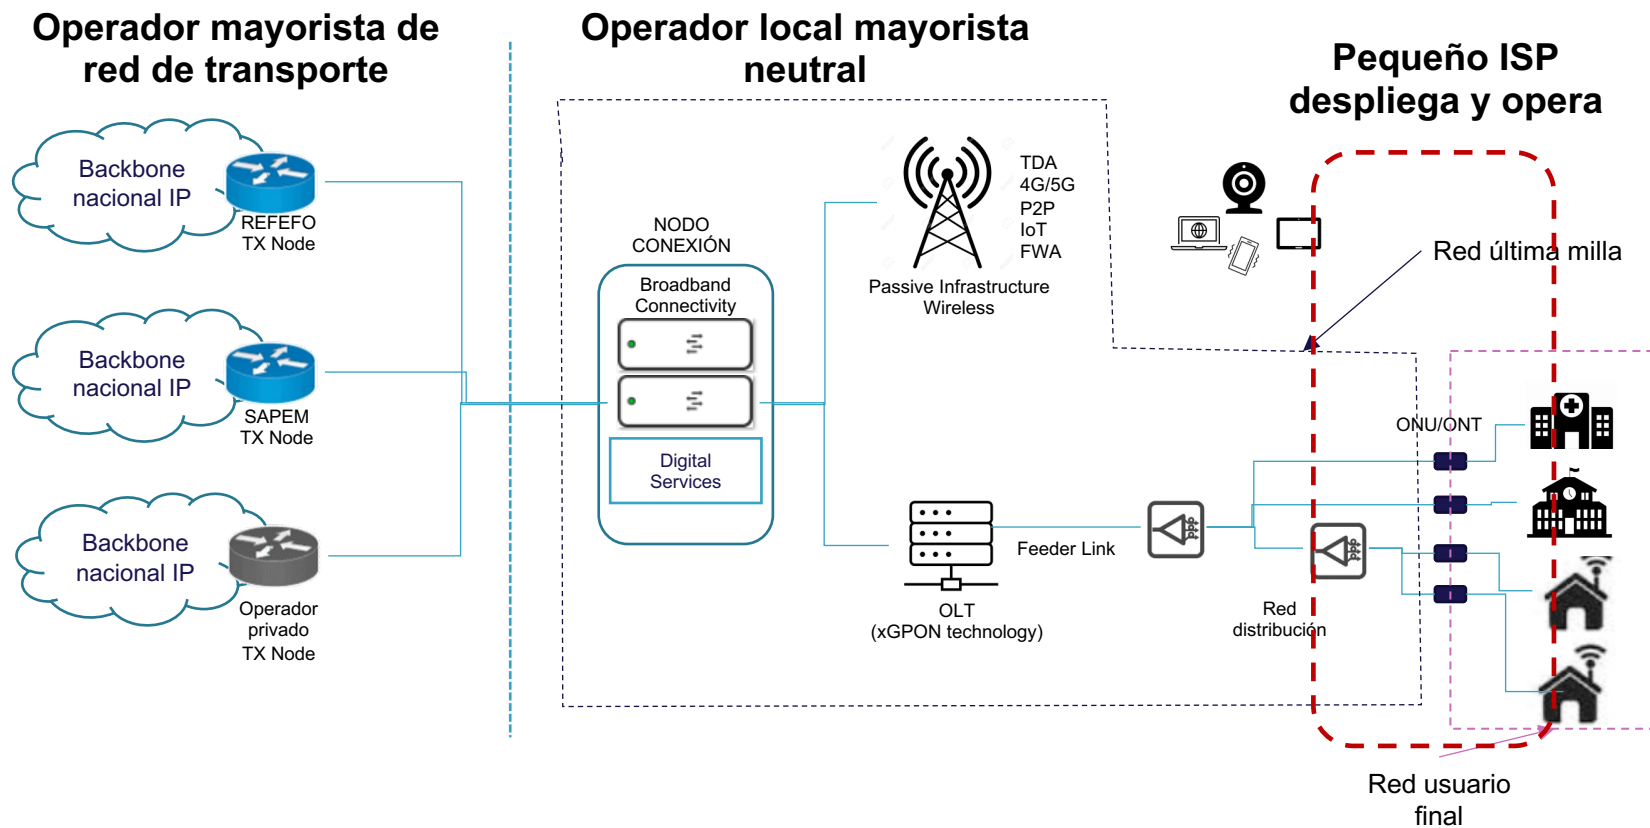 Operador mayorista de
red de transporte
Operador local mayorista
neutral
Pequeño ISP
despliega y opera
Backbone
nacional IP
REFEFO
TX Node
Backbone
nacional IP
SAPEM
TX Node
Backbone
nacional IP
Operador
privado
TX Node
NODO
CONEXIÓN
Broadband
Connectivity
Digital
Services
TDA
4G/5G
P2P
IoT
FWA
Passive Infrastructure
Wireless
Red última milla
ONU/ONT
Feeder Link
OLT
(xGPON technology)
Red
distribución
Red usuario
final